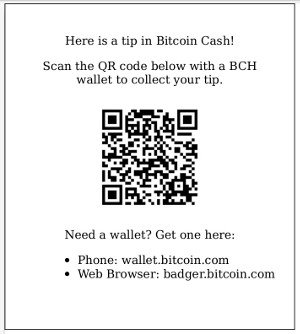 Here is a tip in Bitcoin Cash!
Scan the QR code below with a BCH
wallet to collect your tip.
Need a wallet? Get one here:
• Phone: wallet.bitcoin.com
• Web Browser: badger.bitcoin.com